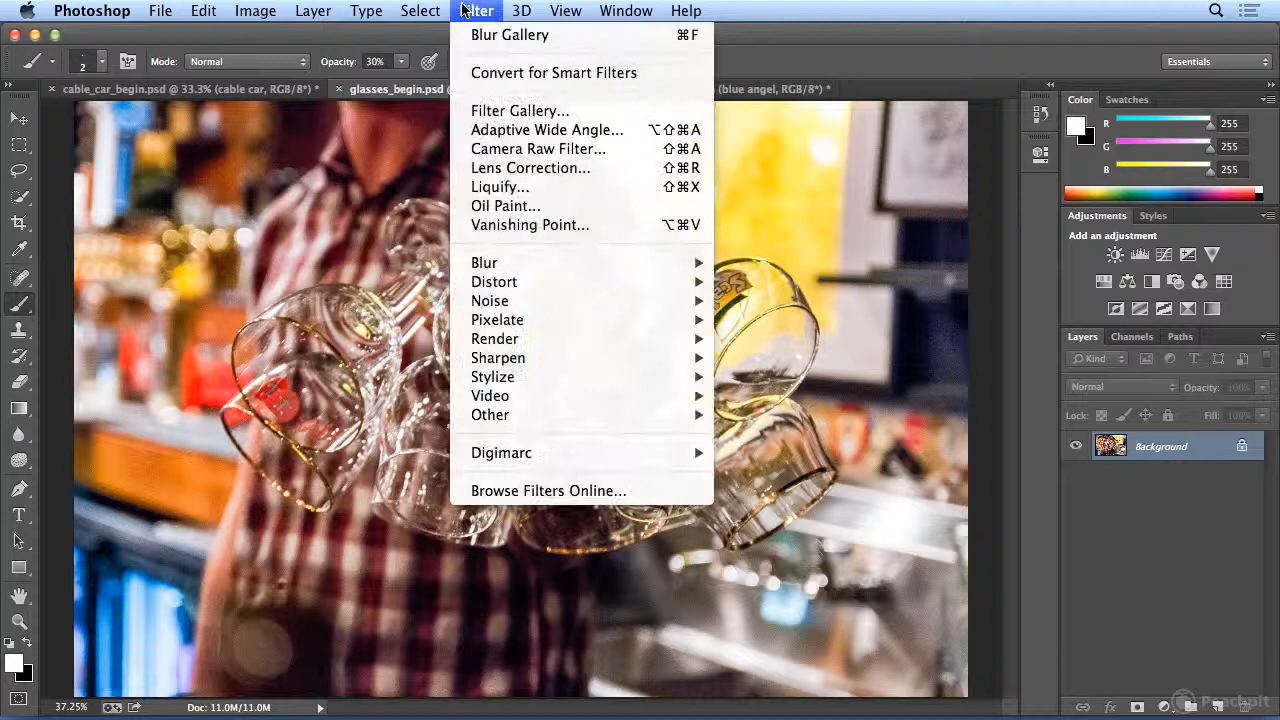 Photoshop File Edit Image Layer Type Select Filter 3D View Window Help
Blur Gallery ⌘F
2 Mode: Normal Opacity: 30% Essentials
Convert for Smart Filters
cable_car_begin.psd @ 33.3% (cable car, RGB/8*) * glasses_begin.psd (blue angel, RGB/8*) *
Color Swatches
Filter Gallery...
Adaptive Wide Angle... ⌥⇧⌘A
Camera Raw Filter... ⇧⌘A
Lens Correction... ⇧⌘R
Liquify... ⇧⌘X
Oil Paint...
Vanishing Point... ⌥⌘V
R 255
G 255
B 255
Adjustments Styles
Add an adjustment
Blur
Distort
Noise
Pixelate
Render
Sharpen
Stylize
Video
Other
Digimarc
Browse Filters Online...
Layers Channels Paths
Kind
Normal Opacity: 100%
Lock: Fill: 100%
Background
37.25% Doc: 11.0M/11.0M
Peachpit